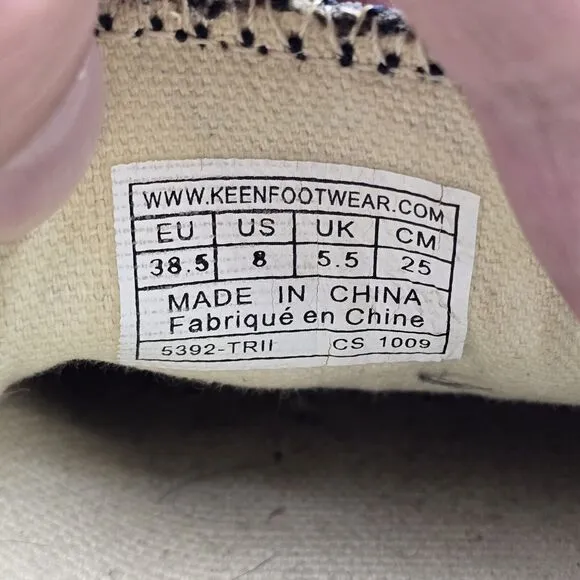 WWW.KEENFOOTWEAR.COM
EU US UK CM
38.5 8 5.5 25
MADE IN CHINA
Fabriqué en Chine
5392-TRII CS 1009